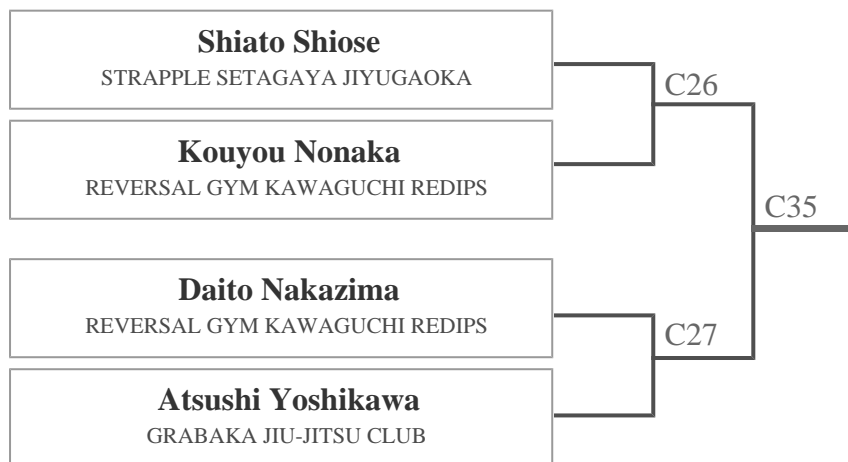 Shiato Shiose
STRAPPLE SETAGAYA JIYUGAOKA
C26
Kouyou Nonaka
REVERSAL GYM KAWAGUCHI REDIPS
C35
Daito Nakazima
REVERSAL GYM KAWAGUCHI REDIPS
C27
Atsushi Yoshikawa
GRABAKA JIU-JITSU CLUB